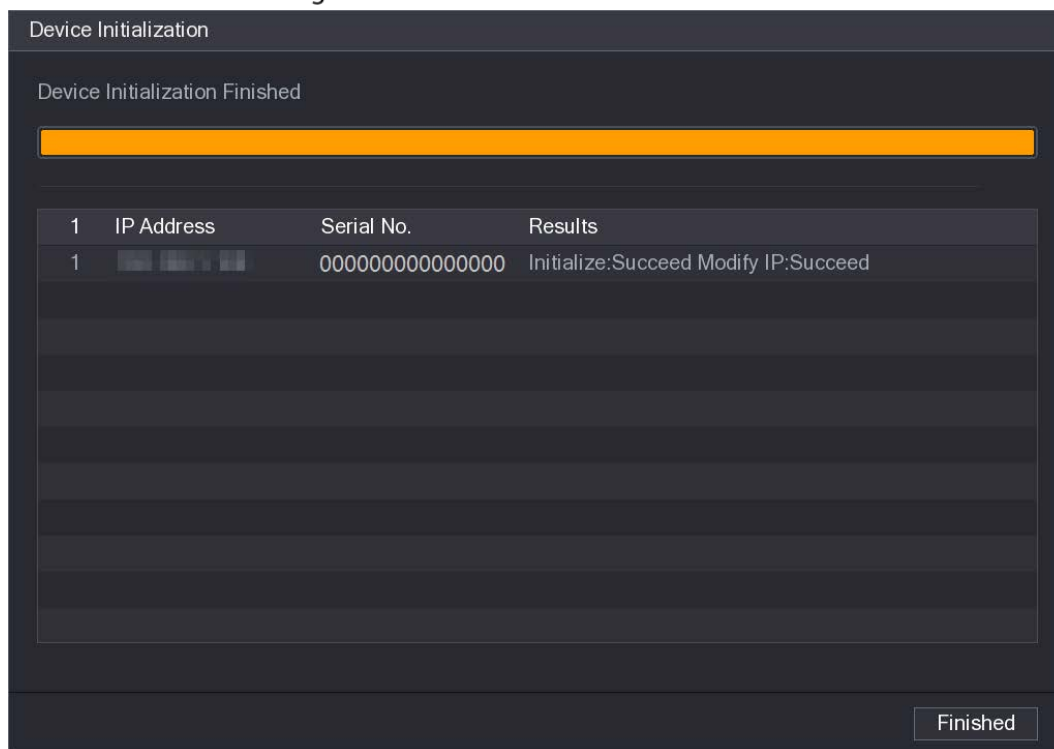 Device Initialization
Device Initialization Finished
1 IP Address Serial No. Results
1 000000000000000 Initialize:Succeed Modify IP:Succeed
Finished